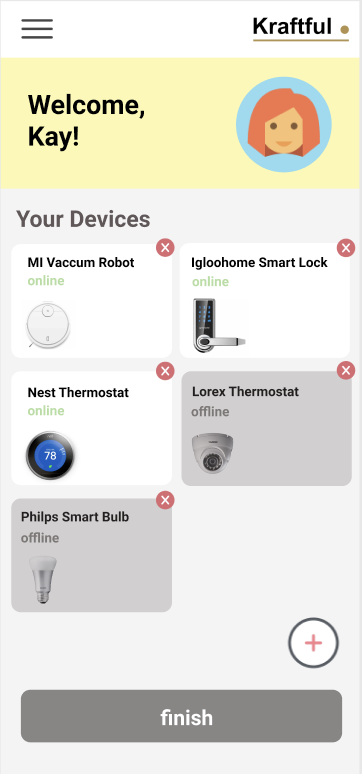 Kraftful
Welcome,
Kay!
Your Devices
MI Vaccum Robot
online
Igloohome Smart Lock
online
Nest Thermostat
online
78
Lorex Thermostat
offline
Philps Smart Bulb
offline
finish